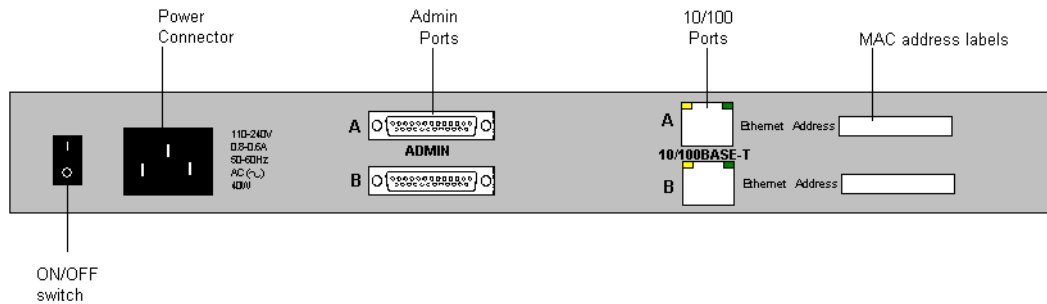 Power
Connector
Admin
Ports
10/100
Ports
MAC address labels
110-240V
0.8-0.6A
50-60Hz
AC (~)
40W
A
ADMIN
B
A
Ethernet Address
10/100BASE-T
B
Ethernet Address
ON/OFF
switch